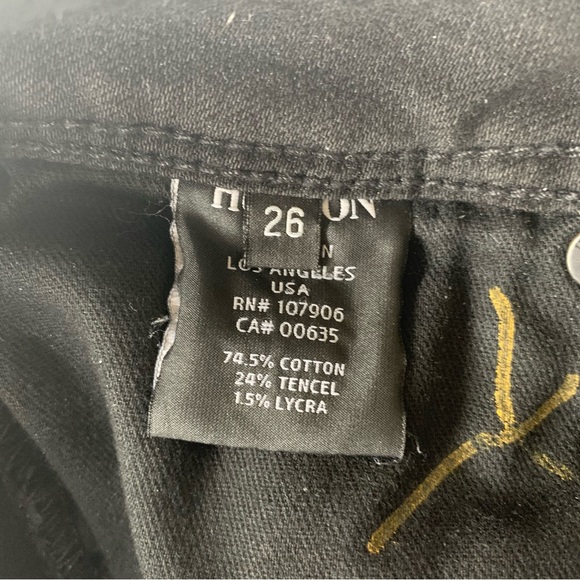 26
LOS ANGELES
USA
RN# 107906
CA# 00635
74.5% COTTON
24% TENCEL
1.5% LYCRA